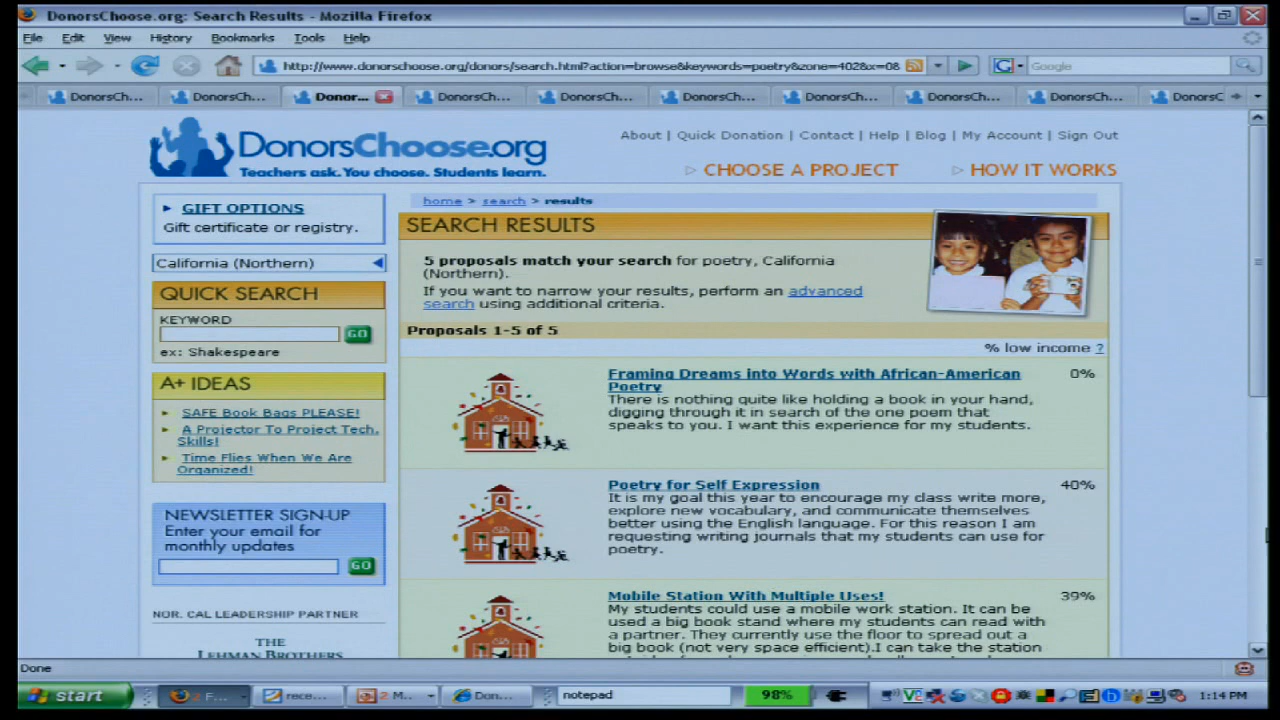 DonorsChoose.org: Search Results - Mozilla Firefox
File Edit View History Bookmarks Tools Help
http://www.donorschoose.org/donors/search.html?action=browse&keywords=poetry&zone=402&x=08
Google
DonorsCh... DonorsCh... Donor... DonorsCh... DonorsCh... DonorsCh... DonorsCh... DonorsCh... DonorsCh... DonorsC
DonorsChoose.org
Teachers ask. You choose. Students learn.
About | Quick Donation | Contact | Help | Blog | My Account | Sign Out
CHOOSE A PROJECT HOW IT WORKS
GIFT OPTIONS
Gift certificate or registry.
California (Northern)
QUICK SEARCH
KEYWORD
GO
ex: Shakespeare
A+ IDEAS
SAFE Book Bags PLEASE!
A Projector To Project Tech.
Skills!
Time Flies When We Are
Organized!
NEWSLETTER SIGN-UP
Enter your email for
monthly updates
GO
NOR. CAL LEADERSHIP PARTNER
THE
LEHMAN BROTHERS
home > search > results
SEARCH RESULTS
5 proposals match your search for poetry, California
(Northern).
If you want to narrow your results, perform an advanced
search using additional criteria.
Proposals 1-5 of 5
% low income ?
Framing Dreams into Words with African-American
Poetry
0%
There is nothing quite like holding a book in your hand,
digging through it in search of the one poem that
speaks to you. I want this experience for my students.
Poetry for Self Expression
40%
It is my goal this year to encourage my class write more,
explore new vocabulary, and communicate themselves
better using the English language. For this reason I am
requesting writing journals that my students can use for
poetry.
Mobile Station With Multiple Uses!
39%
My students could use a mobile work station. It can be
used a big book stand where my students can read with
a partner. They currently use the floor to spread out a
big book (not very space efficient).I can take the station
Done
start 2 F... rece... 2 M... Don... notepad 98% 1:14 PM